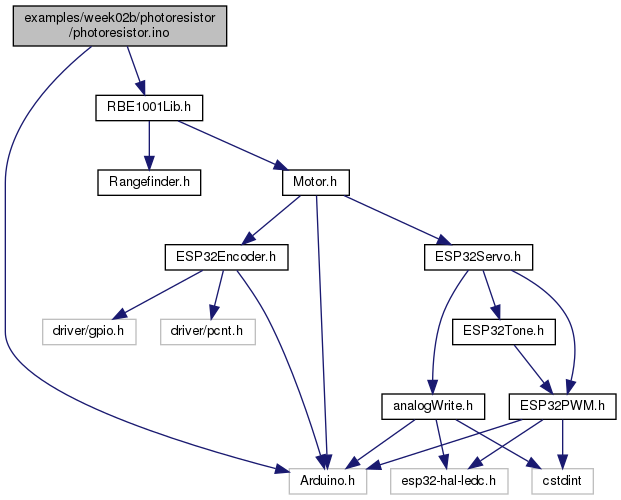 examples/week02b/photoresistor
/photoresistor.ino
RBE1001Lib.h
Rangefinder.h
Motor.h
ESP32Encoder.h
ESP32Servo.h
driver/gpio.h
driver/pcnt.h
ESP32Tone.h
analogWrite.h
ESP32PWM.h
Arduino.h
esp32-hal-ledc.h
cstdint